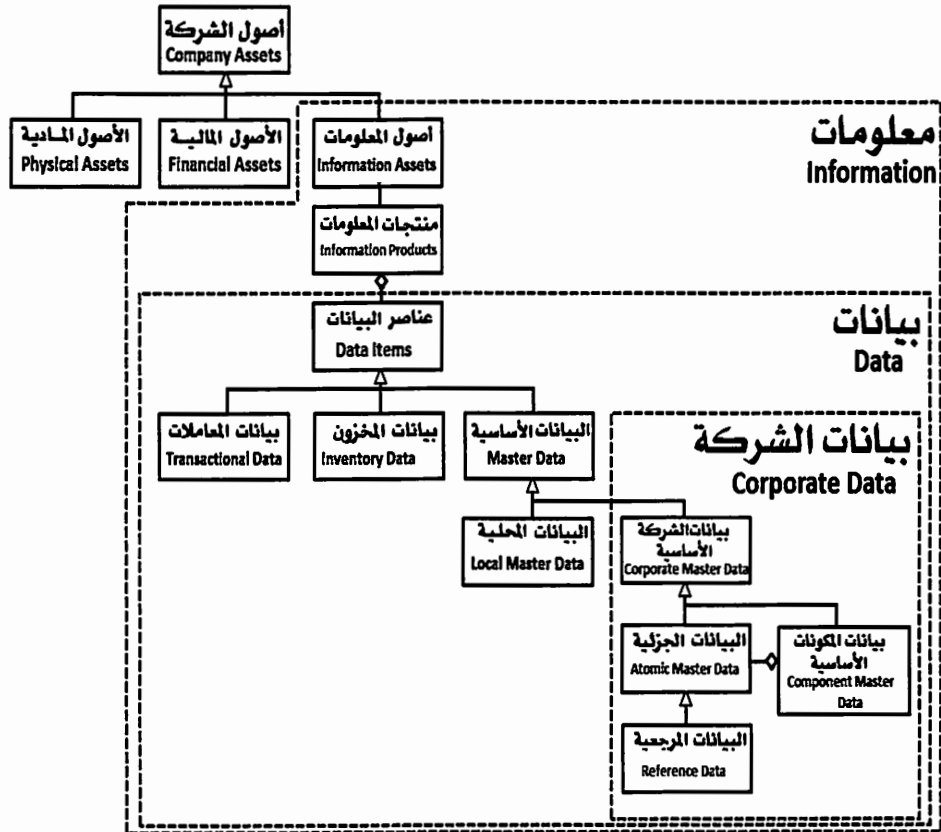 أصول الشركة
Company Assets
الأصول المادية
Physical Assets
الأصول المالية
Financial Assets
أصول المعلومات
Information Assets
معلومات
Information
منتجات المعلومات
Information Products
عناصر البيانات
Data Items
بيانات
Data
بيانات المعاملات
Transactional Data
بيانات المخزون
Inventory Data
البيانات الأساسية
Master Data
بيانات الشركة
Corporate Data
البيانات المحلية
Local Master Data
بيانات الشركة
الأساسية
Corporate Master Data
البيانات الجزئية
Atomic Master Data
بيانات المكونات
الأساسية
Component Master
Data
البيانات المرجعية
Reference Data